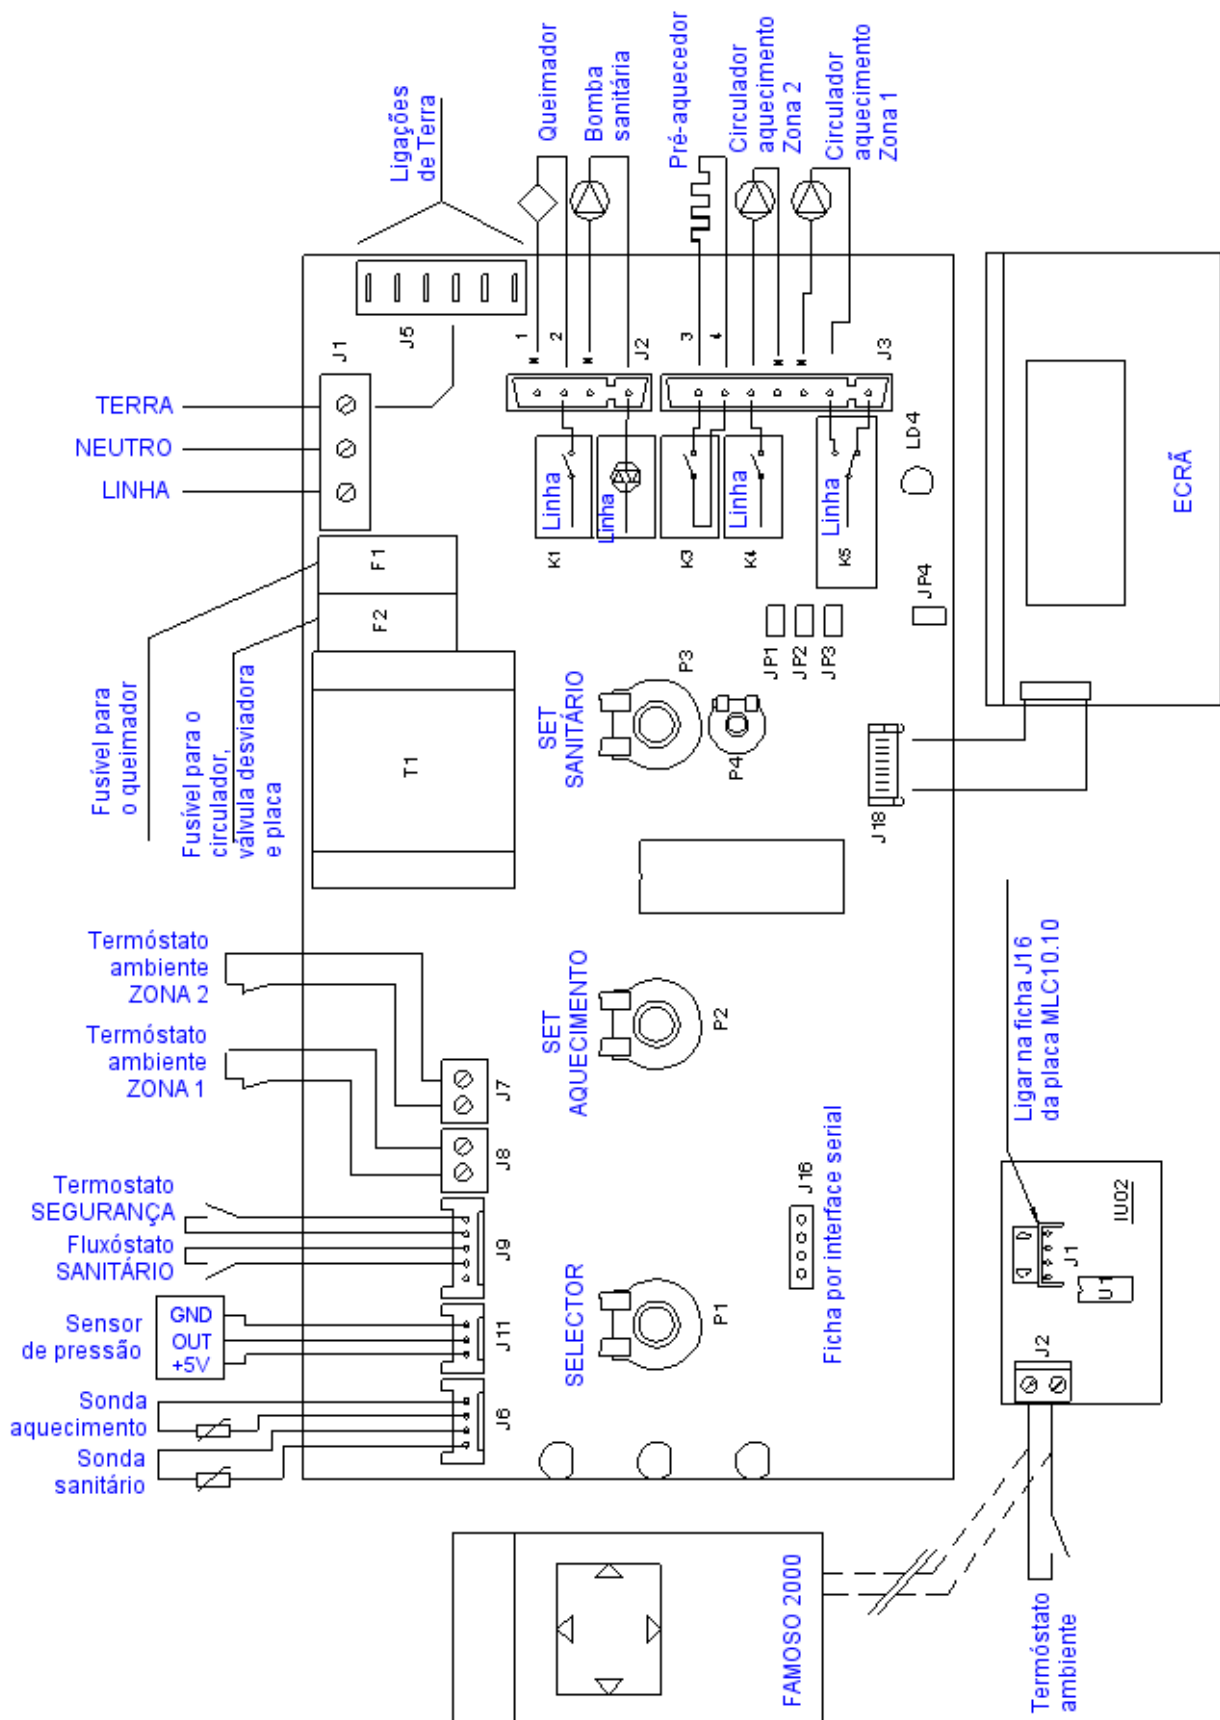 Queimador
Bomba
sanitária
Pré-aquecedor
Circulador
aquecimento
Zona 2
Circulador
aquecimento
Zona 1
Ligações
de Terra
J5
J1
TERRA
NEUTRO
LINHA
1
2
J2
3
4
J3
Linha
K1
Linha
K3
Linha
K4
Linha
K5
LD4
JP4
ECRÃ
F1
F2
Fusível para
o queimador
Fusível para o
circulador,
válvula desviadora
e placa
T1
SET
SANITÁRIO
P3
P4
JP1
JP2
JP3
J18
Termóstato
ambiente
ZONA 2
Termóstato
ambiente
ZONA 1
J7
J8
SET
AQUECIMENTO
P2
Ligar na ficha J16
da placa MLC10.10
Termostato
SEGURANÇA
Fluxóstato
SANITÁRIO
J9
Sensor
de pressão
GND
OUT
+5V
J11
Sonda
aquecimento
Sonda
sanitário
J6
SELECTOR
P1
J16
Ficha por interface serial
IU02
J1
U1
J2
FAMOSO 2000
Termóstato
ambiente